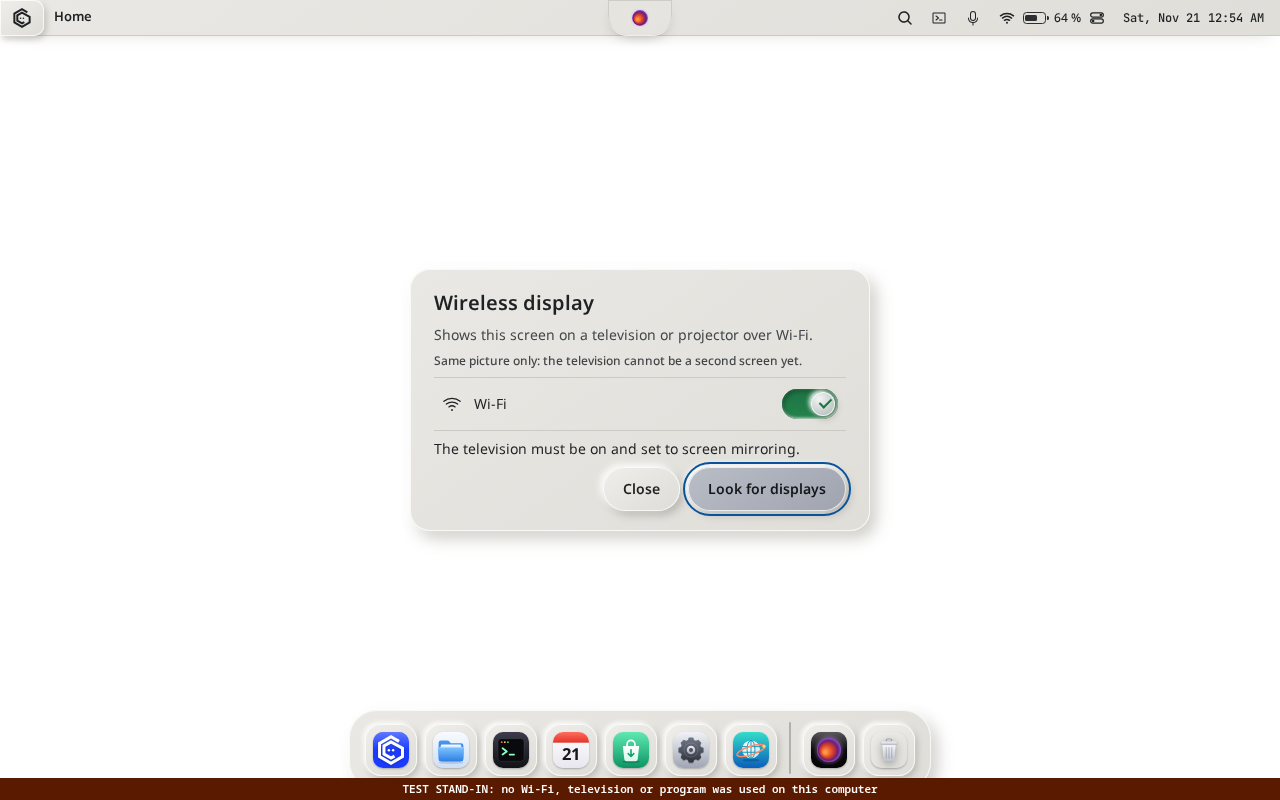 Home
64 %
Sat, Nov 21 12:54 AM
Wireless display
Shows this screen on a television or projector over Wi-Fi.
Same picture only: the television cannot be a second screen yet.
Wi-Fi
The television must be on and set to screen mirroring.
Close
Look for displays
21
TEST STAND-IN: no Wi-Fi, television or program was used on this computer